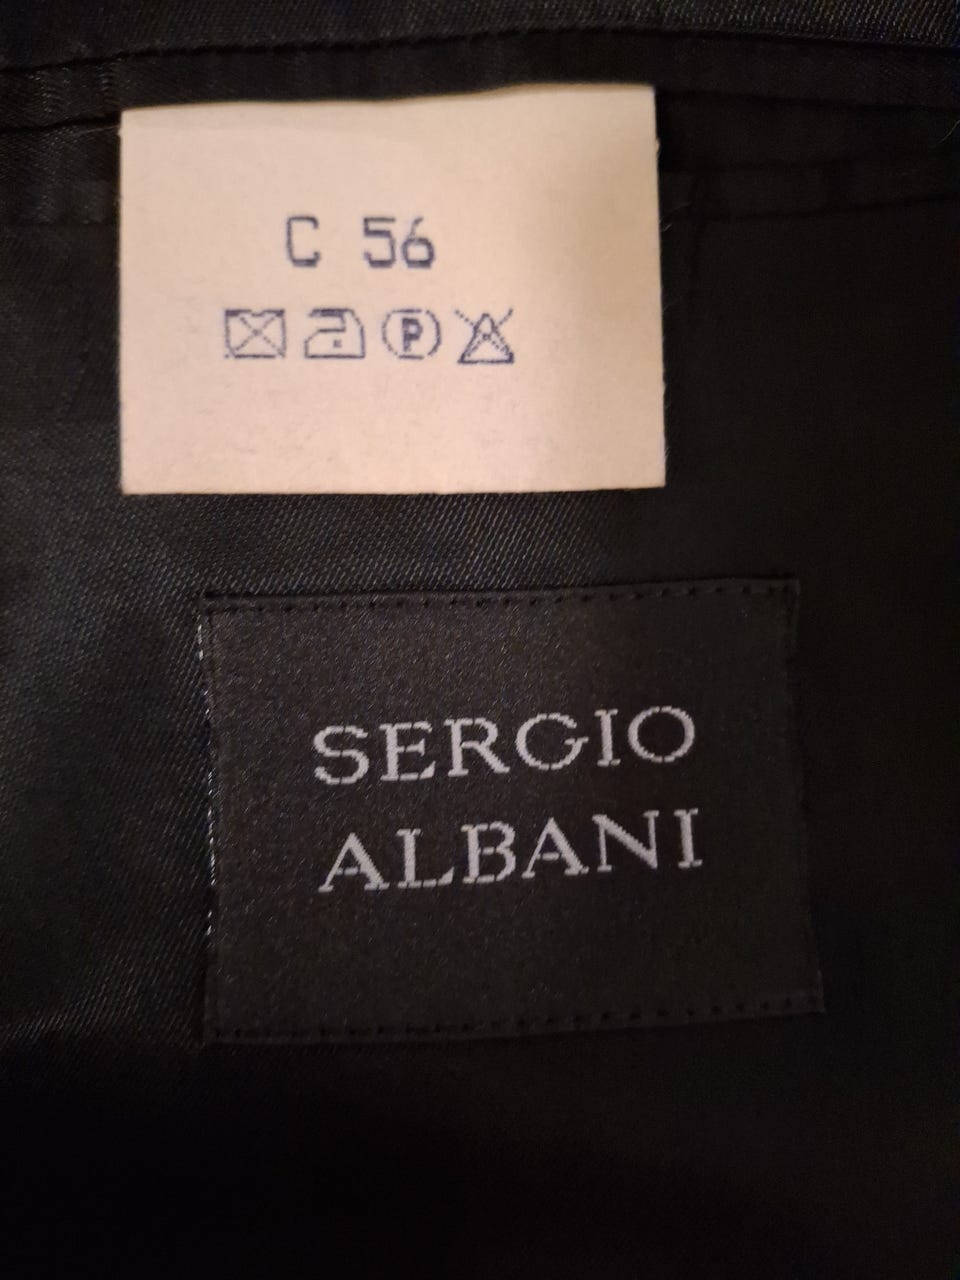 C 56
P
SERGIO
ALBANI